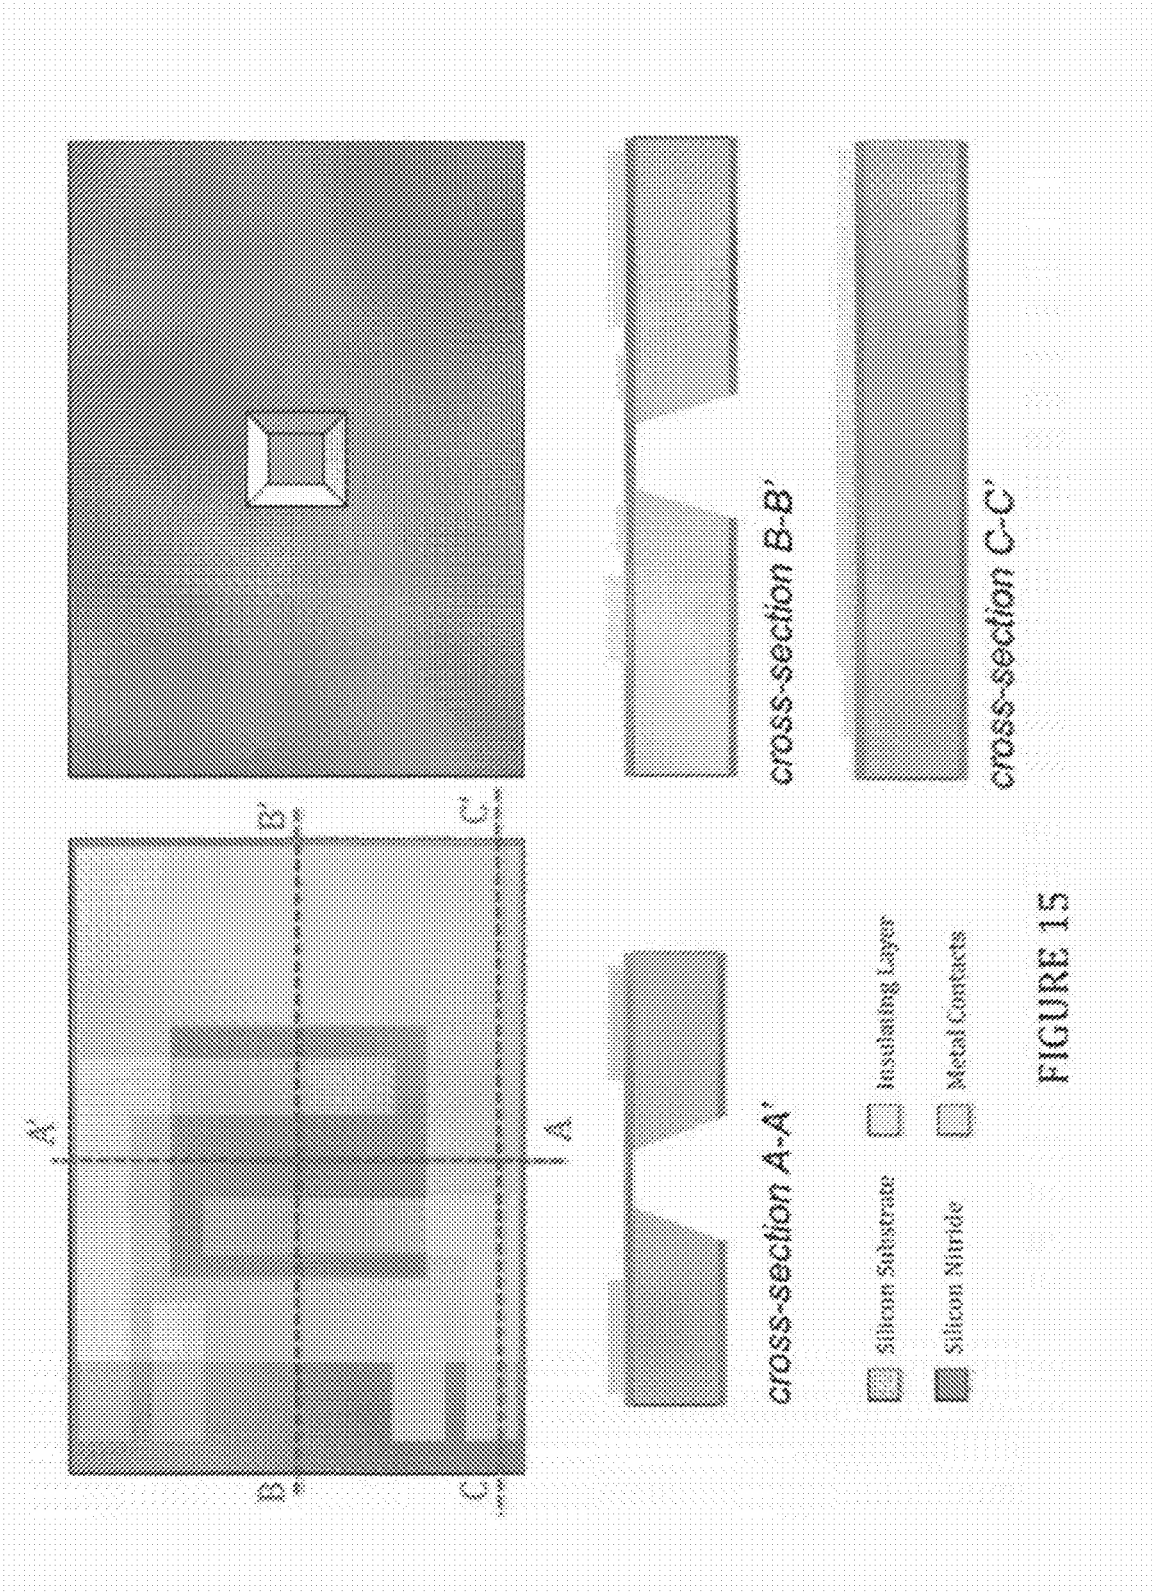 A'
B
B'
C
C'
A
cross-section A-A'
cross-section B-B'
cross-section C-C'
Silicon Substrate
Insulating Layer
Silicon Nitride
Metal Contacts
FIGURE 15